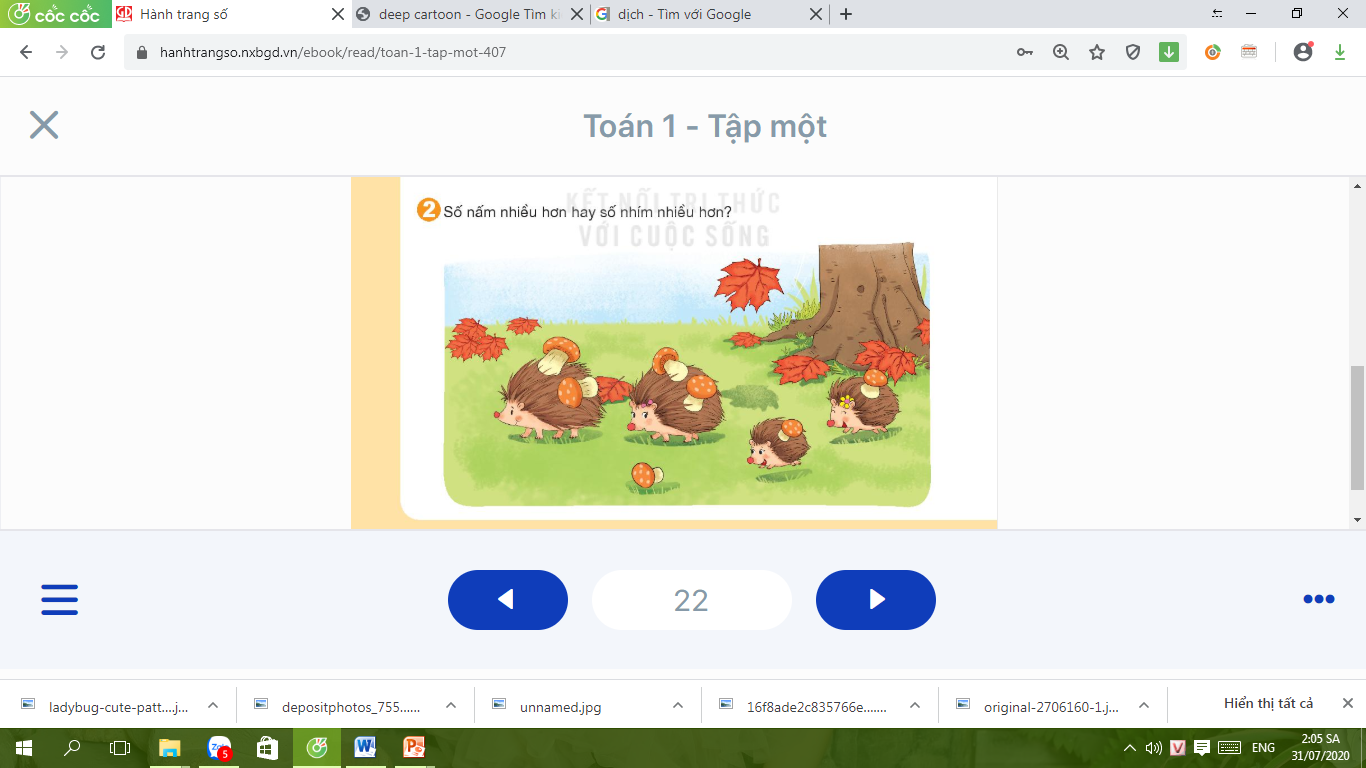 cốc cốc
Hành trang số
deep cartoon - Google Tìm ki
dịch - Tìm với Google
hanhtrangso.nxbgd.vn/ebook/read/toan-1-tap-mot-407
Toán 1 - Tập một
KẾT NỐI TRI THỨC
VỚI CUỘC SỐNG
2 Số nấm nhiều hơn hay số nhím nhiều hơn?
22
ladybug-cute-patt....j...
depositphotos_755......
unnamed.jpg
16f8ade2c835766e.......
original-2706160-1.j...
Hiển thị tất cả
Zalo
5
ENG
2:05 SA
31/07/2020